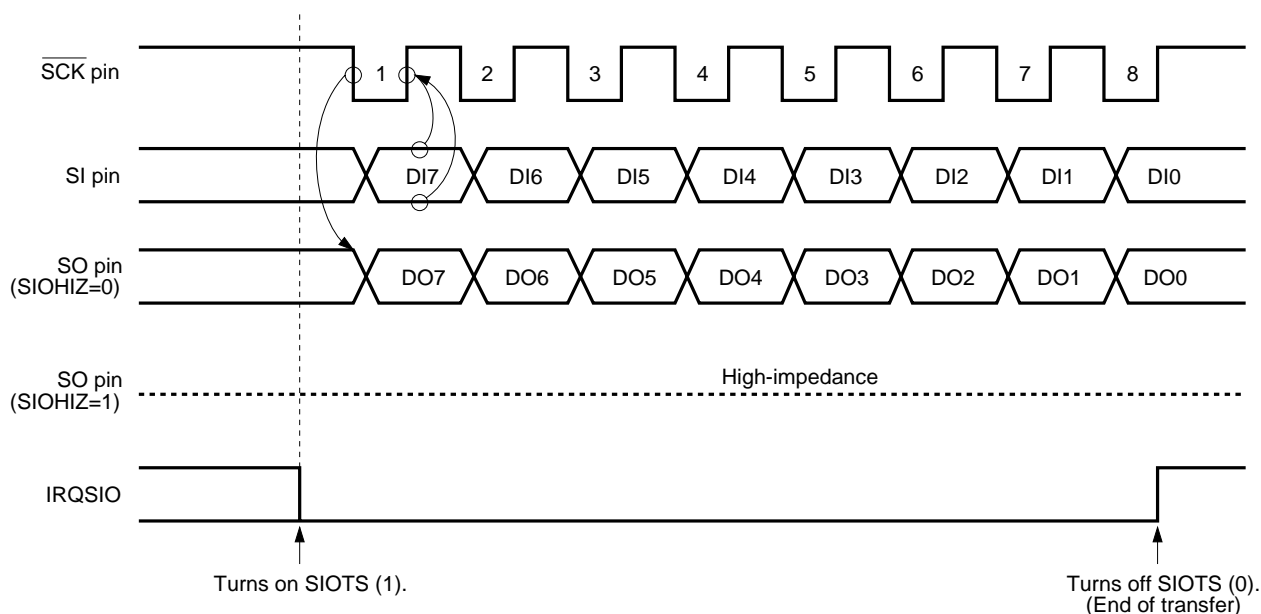 SCK pin
1 2 3 4 5 6 7 8
SI pin
DI7 DI6 DI5 DI4 DI3 DI2 DI1 DI0
SO pin
(SIOHIZ=0)
DO7 DO6 DO5 DO4 DO3 DO2 DO1 DO0
SO pin
(SIOHIZ=1)
High-impedance
IRQSIO
Turns on SIOTS (1).
Turns off SIOTS (0).
(End of transfer)